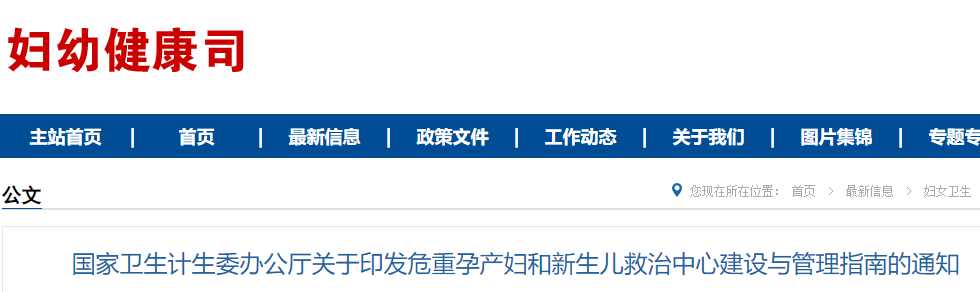 妇幼健康司
主站首页 | 首页 | 最新信息 | 政策文件 | 工作动态 | 关于我们 | 图片集锦 | 专题专
公文 您现在所在位置： 首页 > 最新信息 > 妇女卫生
国家卫生计生委办公厅关于印发危重孕产妇和新生儿救治中心建设与管理指南的通知